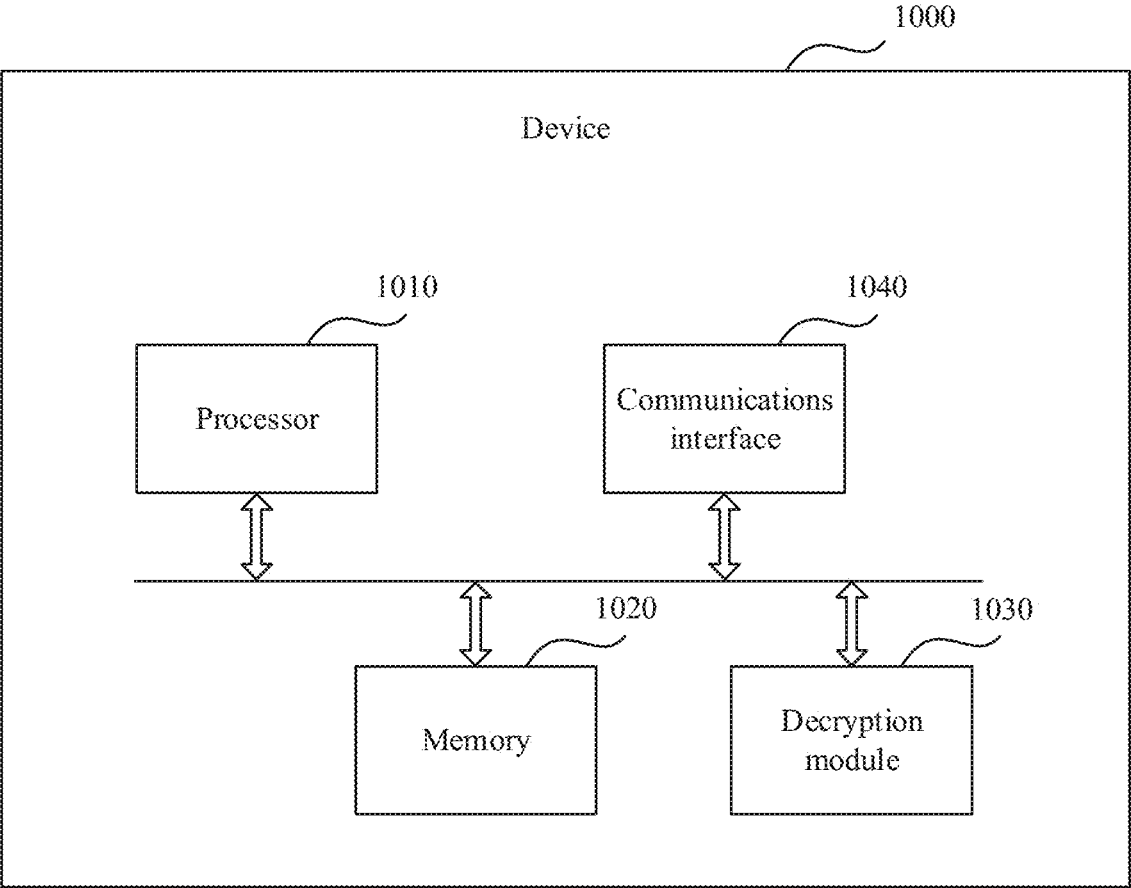 1000
Device
1010
1040
Processor
Communications
interface
1020
1030
Memory
Decryption
module